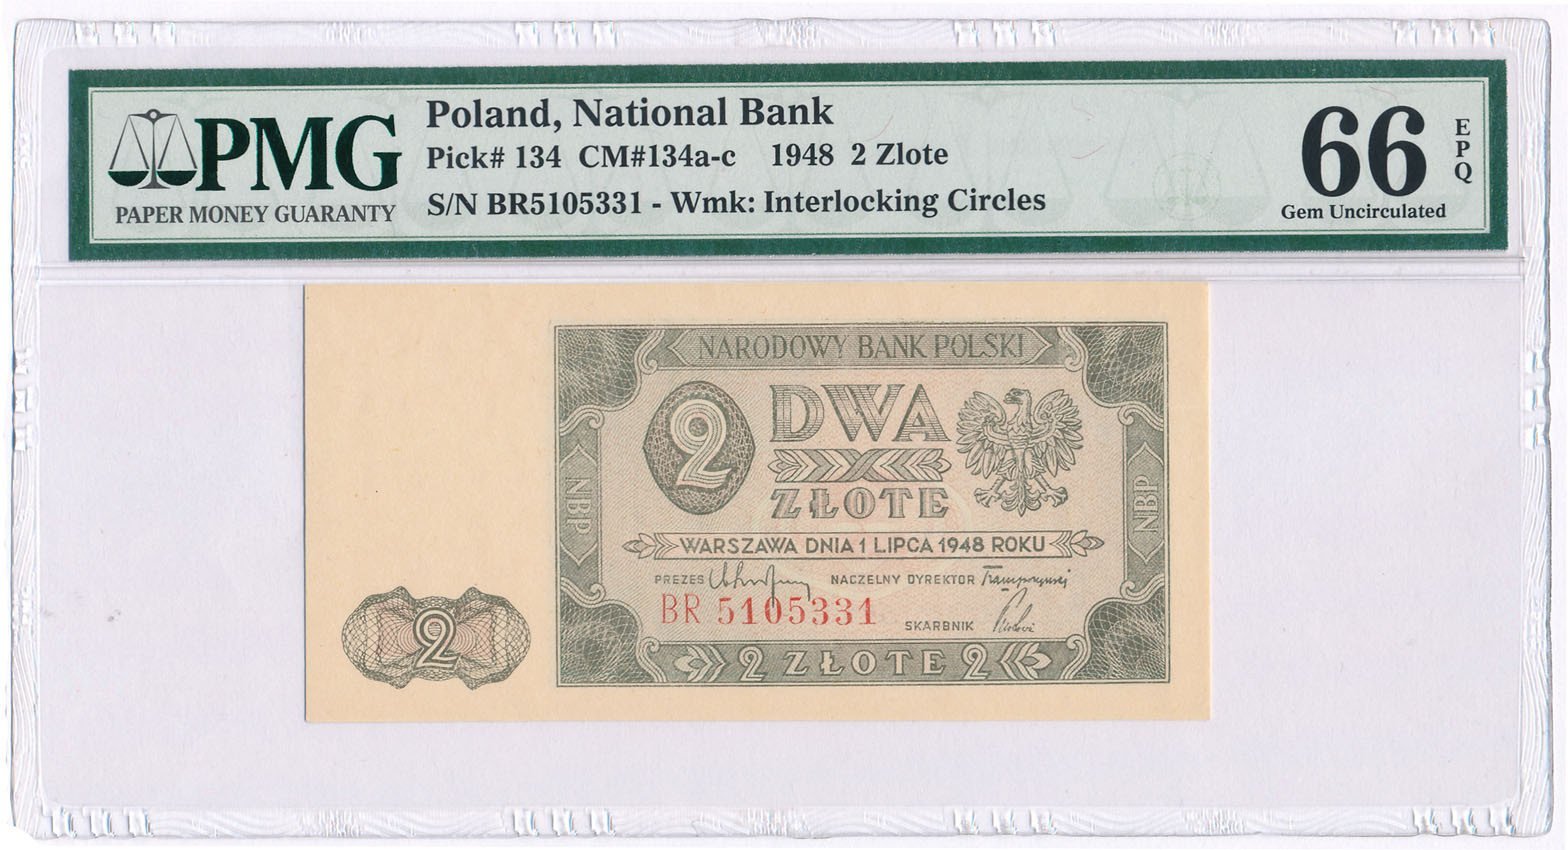 PMG
PAPER MONEY GUARANTY
Poland, National Bank
Pick# 134 CM#134a-c 1948 2 Zlote
S/N BR5105331 - Wmk: Interlocking Circles
66
EPQ
Gem Uncirculated
NARODOWY BANK POLSKI
2
DWA
ZŁOTE
NBP
NBP
WARSZAWA DNIA 1 LIPCA 1948 ROKU
PREZES NACZELNY DYREKTOR
BR 5105331
SKARBNIK
2
2 ZŁOTE 2